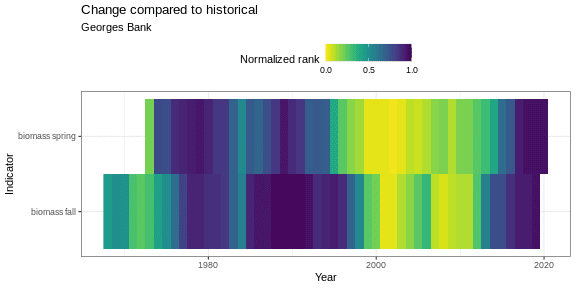 Change compared to historical
Georges Bank
Normalized rank
0.0 0.5 1.0
Indicator
biomass spring
biomass fall
1980 2000 2020
Year